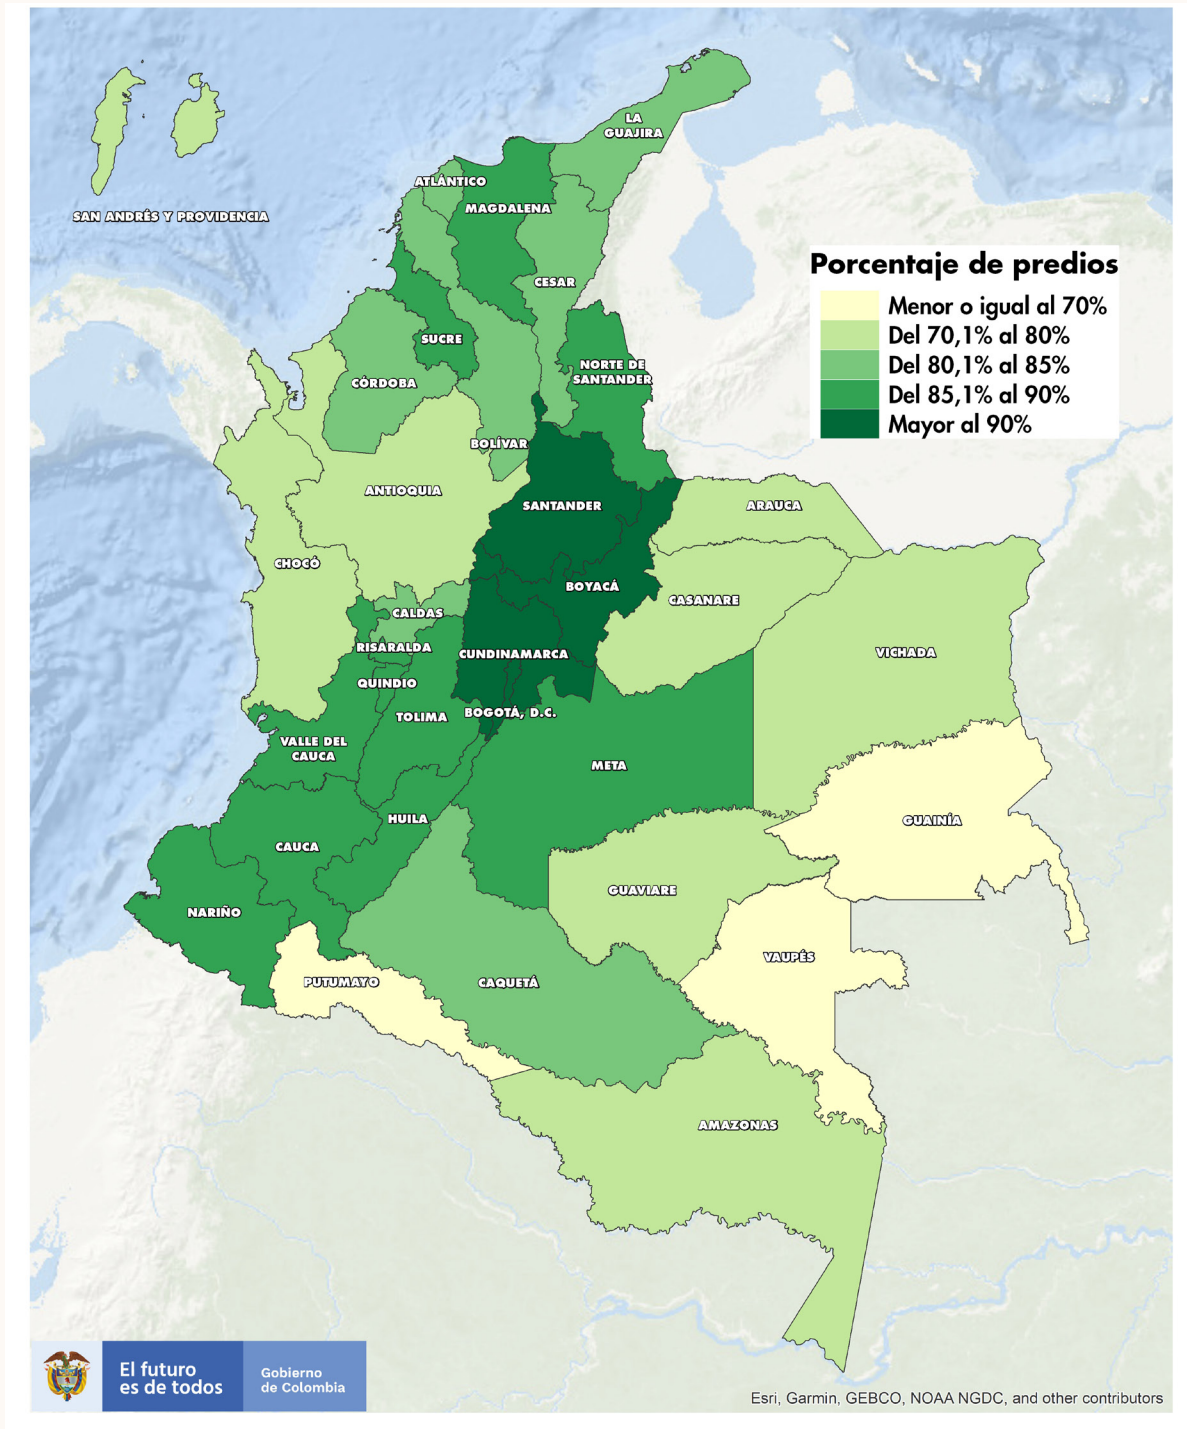 LA
GUAJIRA
ATLÁNTICO
MAGDALENA
SAN ANDRÉS Y PROVIDENCIA
CESAR
SUCRE
NORTE DE
SANTANDER
CÓRDOBA
BOLÍVAR
ANTIOQUIA
SANTANDER
ARAUCA
CHOCÓ
BOYACÁ
CASANARE
CALDAS
RISARALDA
CUNDINAMARCA
VICHADA
QUINDIO
BOGOTÁ, D.C.
TOLIMA
VALLE DEL
CAUCA
META
HUILA
GUAINÍA
CAUCA
GUAVIARE
NARIÑO
VAUPÉS
PUTUMAYO
CAQUETÁ
AMAZONAS
Porcentaje de predios
Menor o igual al 70%
Del 70,1% al 80%
Del 80,1% al 85%
Del 85,1% al 90%
Mayor al 90%
El futuro
es de todos
Gobierno
de Colombia
Esri, Garmin, GEBCO, NOAA NGDC, and other contributors